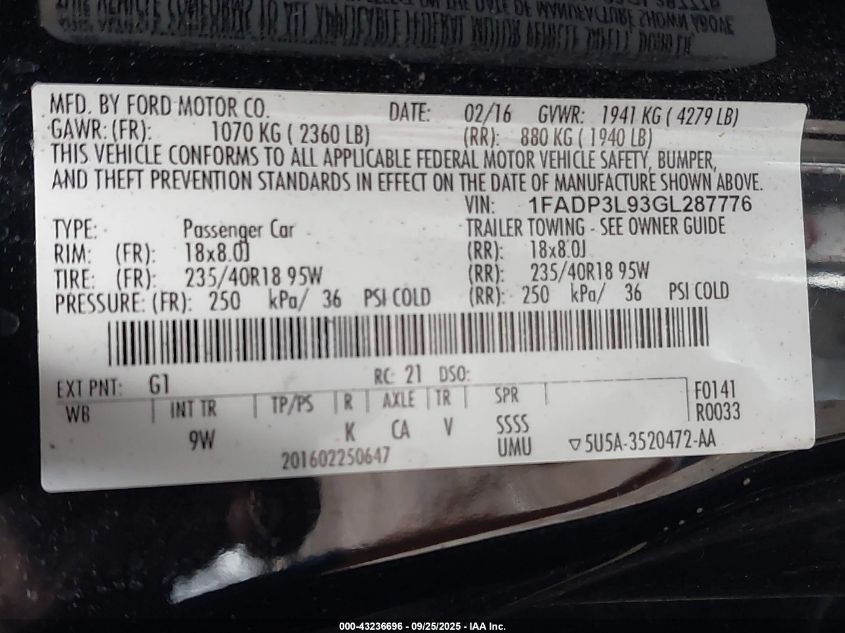 MFD. BY FORD MOTOR CO. DATE: 02/16 GVWR: 1941 KG ( 4279 LB)
GAWR: (FR): 1070 KG ( 2360 LB) (RR): 880 KG ( 1940 LB)
THIS VEHICLE CONFORMS TO ALL APPLICABLE FEDERAL MOTOR VEHICLE SAFETY, BUMPER,
AND THEFT PREVENTION STANDARDS IN EFFECT ON THE DATE OF MANUFACTURE SHOWN ABOVE.
VIN: 1FADP3L93GL287776
TYPE: Passenger Car TRAILER TOWING - SEE OWNER GUIDE
RIM: (FR): 18x8.0J (RR): 18x8.0J
TIRE: (FR): 235/40R18 95W (RR): 235/40R18 95W
PRESSURE: (FR): 250 kPa/ 36 PSI COLD (RR): 250 kPa/ 36 PSI COLD
EXT PNT: G1 RC: 21 DSO:
WB INT TR TP/PS R AXLE TR SPR F0141
R0033
9W K CA V SSSS
UMU
201602250647
5U5A-3520472-AA
000-43236696 - 09/25/2025 - IAA Inc.